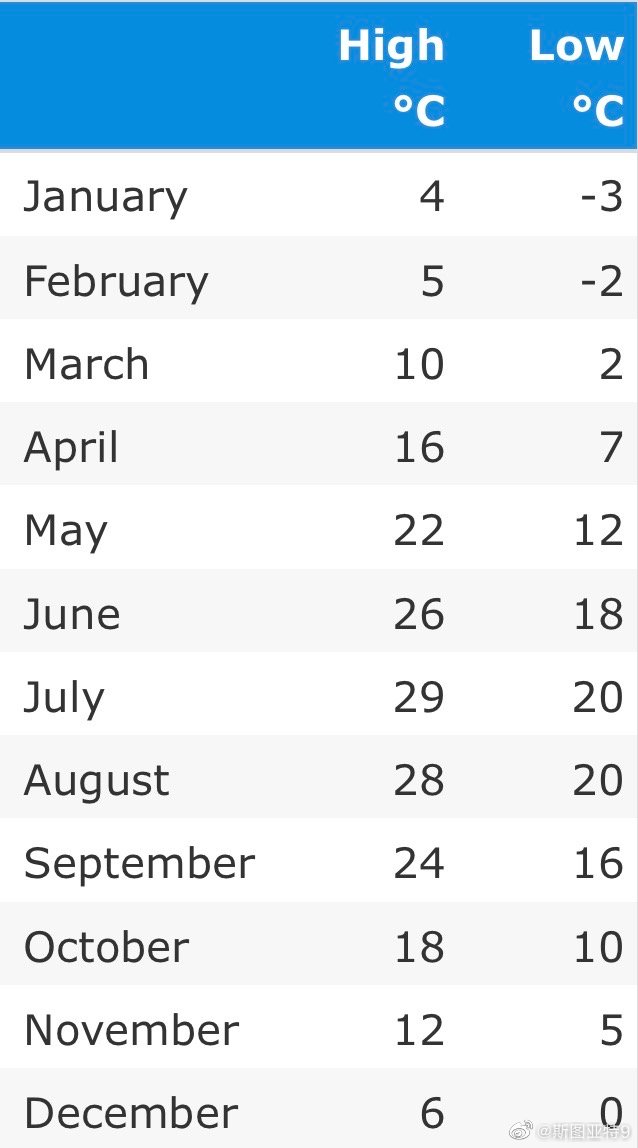 High Low
°C °C
January 4 -3
February 5 -2
March 10 2
April 16 7
May 22 12
June 26 18
July 29 20
August 28 20
September 24 16
October 18 10
November 12 5
December 6 0
@斯图亚特9